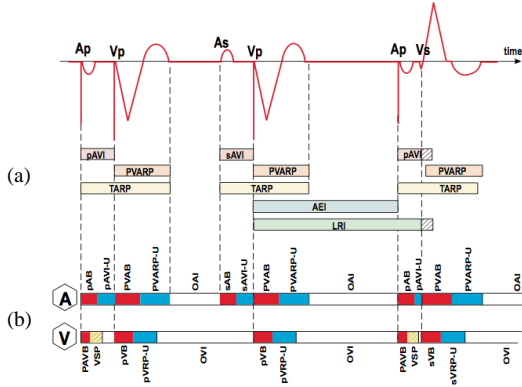 Ap Vp As Vp Ap Vs time
(a)
pAVI sAVI pAVI
PVARP PVARP PVARP
TARP TARP TARP
AEI
LRI
pAB pAVI-U PVAB PVARP-U OAI sAB sAVI-U PVAB PVARP-U OAI pAB pAVI-U PVAB PVARP-U OAI
A
(b)
V
PAVB VSP pVB pVRP-U OVI pVB pVRP-U OVI PAVB VSP sVB sVRP-U OVI